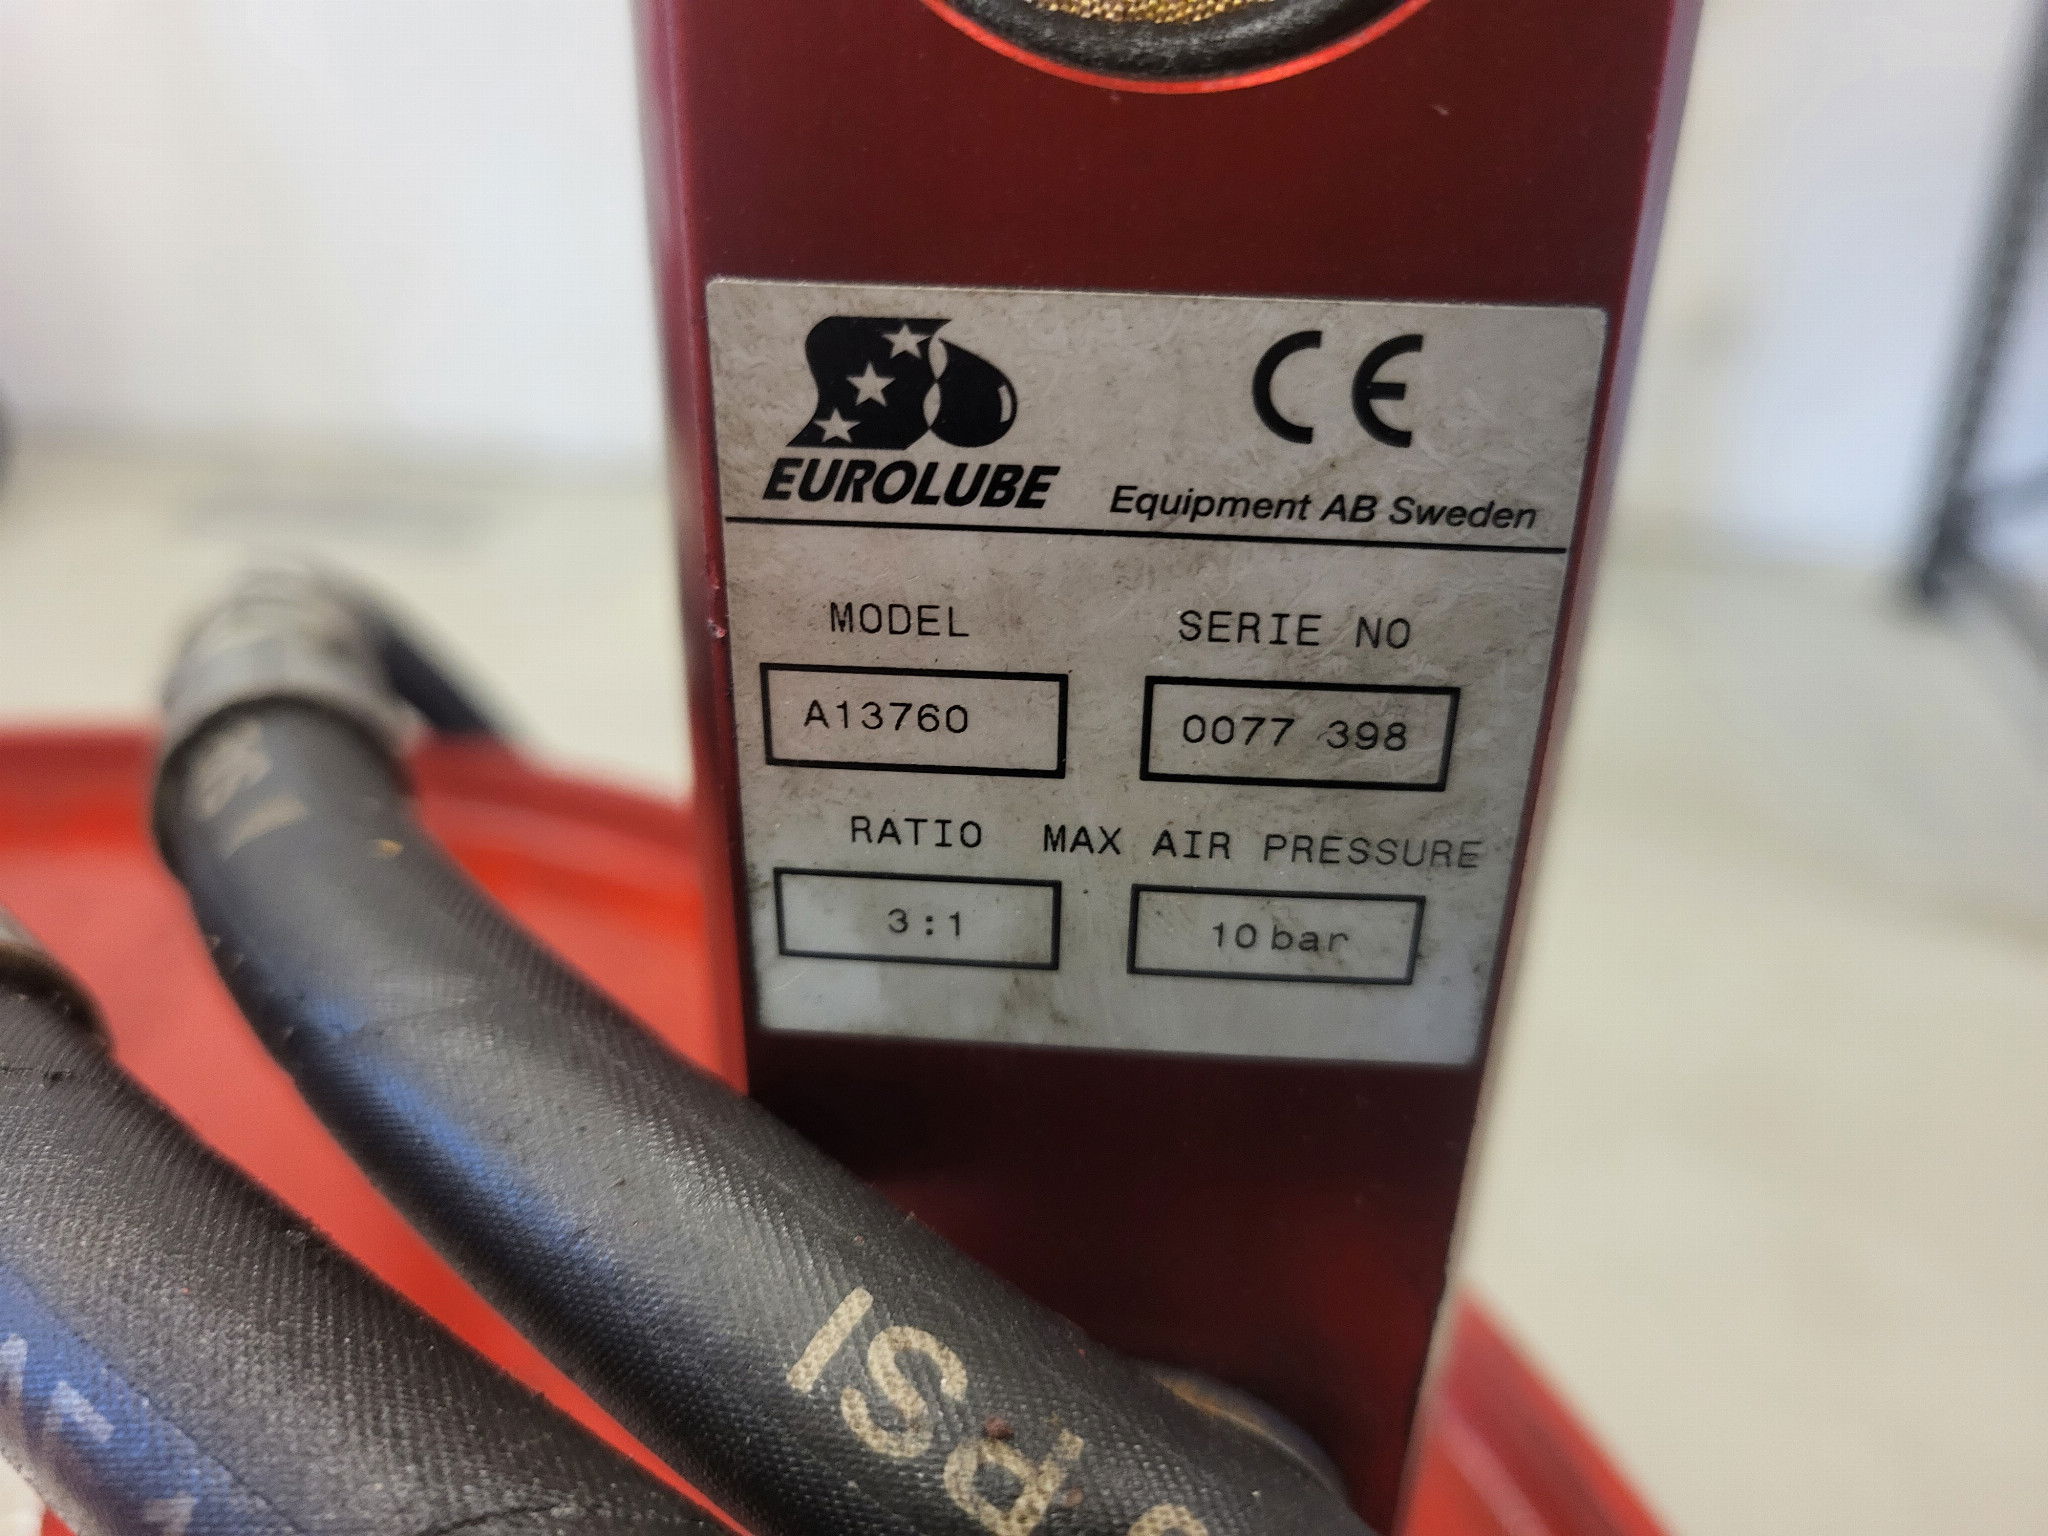 CE
EUROLUBE
Equipment AB Sweden
MODEL SERIE NO
A13760 0077 398
RATIO MAX AIR PRESSURE
3:1 10 bar
PSI